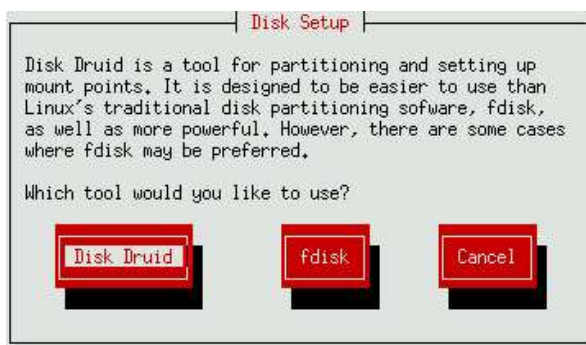 Disk Setup
Disk Druid is a tool for partitioning and setting up
mount points. It is designed to be easier to use than
Linux's traditional disk partitioning sofware, fdisk,
as well as more powerful. However, there are some cases
where fdisk may be preferred.
Which tool would you like to use?
Disk Druid fdisk Cancel